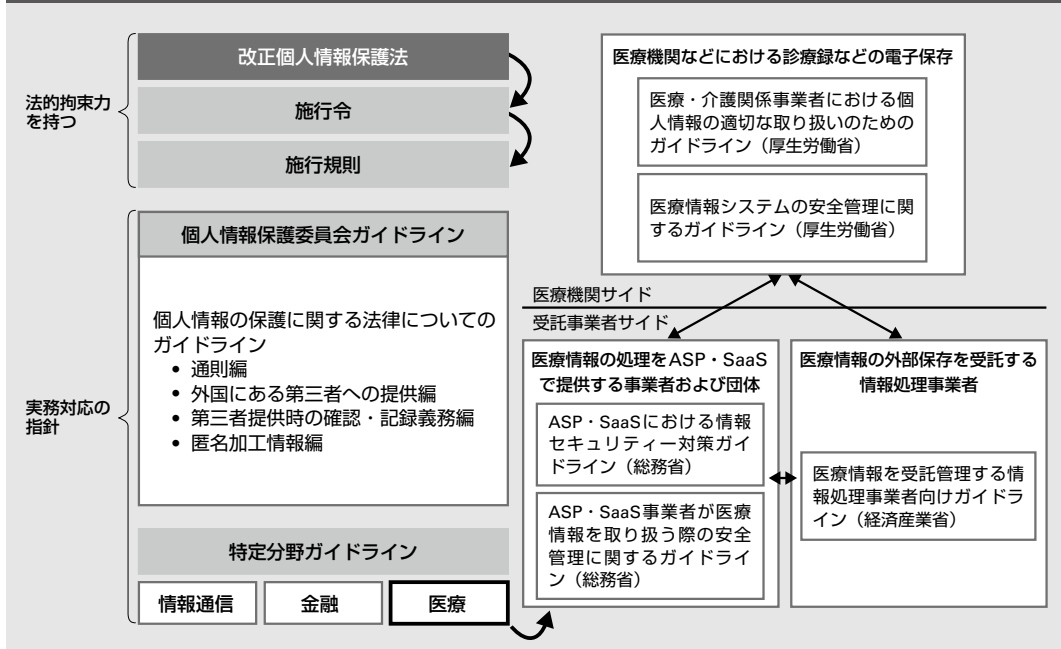 法的拘束力
を持つ
改正個人情報保護法
施行令
施行規則
実務対応の
指針
個人情報保護委員会ガイドライン
個人情報の保護に関する法律についての
ガイドライン
• 通則編
• 外国にある第三者への提供編
• 第三者提供時の確認・記録義務編
• 匿名加工情報編
特定分野ガイドライン
情報通信
金融
医療
医療機関などにおける診療録などの電子保存
医療・介護関係事業者における個
人情報の適切な取り扱いのための
ガイドライン（厚生労働省）
医療情報システムの安全管理に関
するガイドライン（厚生労働省）
医療機関サイド
受託事業者サイド
医療情報の処理をASP・SaaS
で提供する事業者および団体
ASP・SaaSにおける情報
セキュリティー対策ガイ
ドライン（総務省）
ASP・SaaS事業者が医療
情報を取り扱う際の安全
管理に関するガイドライ
ン（総務省）
医療情報の外部保存を受託する
情報処理事業者
医療情報を受託管理する情
報処理事業者向けガイドラ
イン（経済産業省）